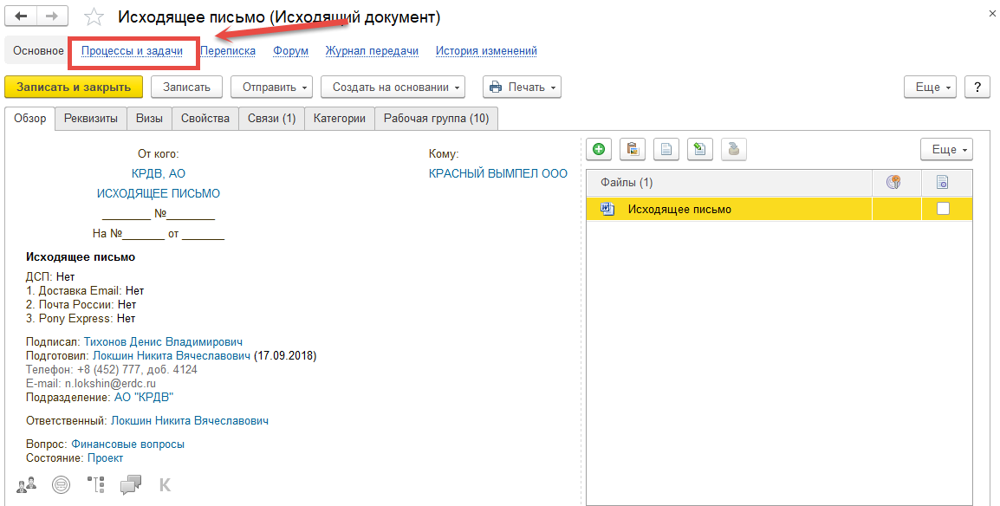 Исходящее письмо (Исходящий документ)
Основное Процессы и задачи Переписка Форум Журнал передачи История изменений
Записать и закрыть Записать Отправить Создать на основании Печать Еще ?
Обзор Реквизиты Визы Свойства Связи (1) Категории Рабочая группа (10)
От кого: Кому:
КРДВ, АО КРАСНЫЙ ВЫМПЕЛ ООО
ИСХОДЯЩЕЕ ПИСЬМО
________ №________
На №_______ от _______
Исходящее письмо
ДСП: Нет
1. Доставка Email: Нет
2. Почта России: Нет
3. Pony Express: Нет
Подписал: Тихонов Денис Владимирович
Подготовил: Локшин Никита Вячеславович (17.09.2018)
Телефон: +8 (452) 777, доб. 4124
E-mail: n.lokshin@erdc.ru
Подразделение: АО "КРДВ"
Ответственный: Локшин Никита Вячеславович
Вопрос: Финансовые вопросы
Состояние: Проект
К
Еще
Файлы (1)
Исходящее письмо